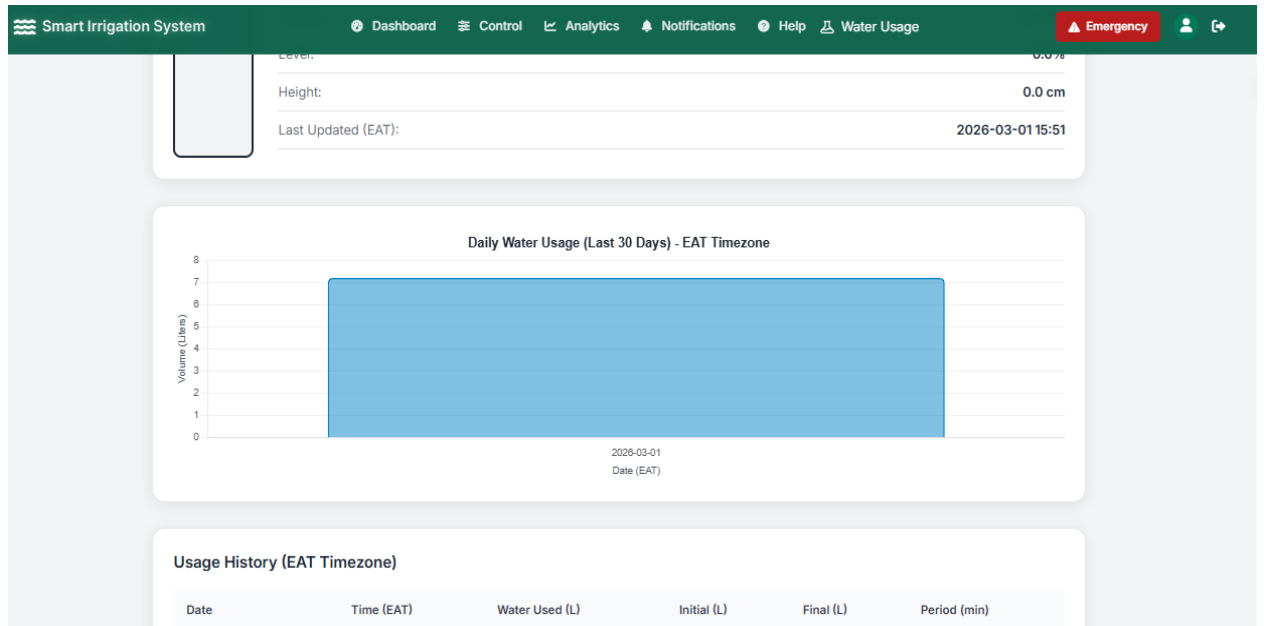 Smart Irrigation System Dashboard Control Analytics Notifications Help Water Usage Emergency
Level: 0.0%
Height: 0.0 cm
Last Updated (EAT): 2026-03-01 15:51
Daily Water Usage (Last 30 Days) - EAT Timezone
8
7
6
5
4
3
2
1
0
Volume (Liters)
2026-03-01
Date (EAT)
Usage History (EAT Timezone)
Date Time (EAT) Water Used (L) Initial (L) Final (L) Period (min)